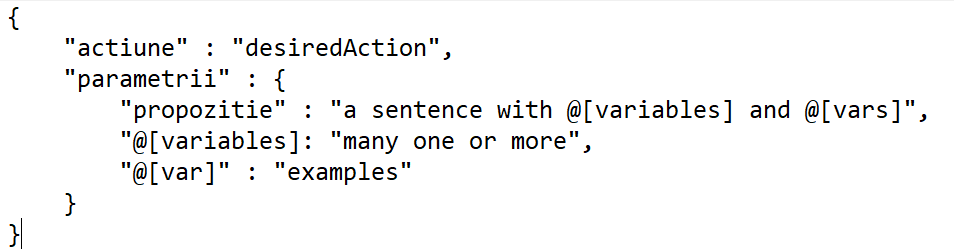 {
"actiune" : "desiredAction",
"parametrii" : {
"propozitie" : "a sentence with @[variables] and @[vars]",
"@[variables]: "many one or more",
"@[var]" : "examples"
}
}